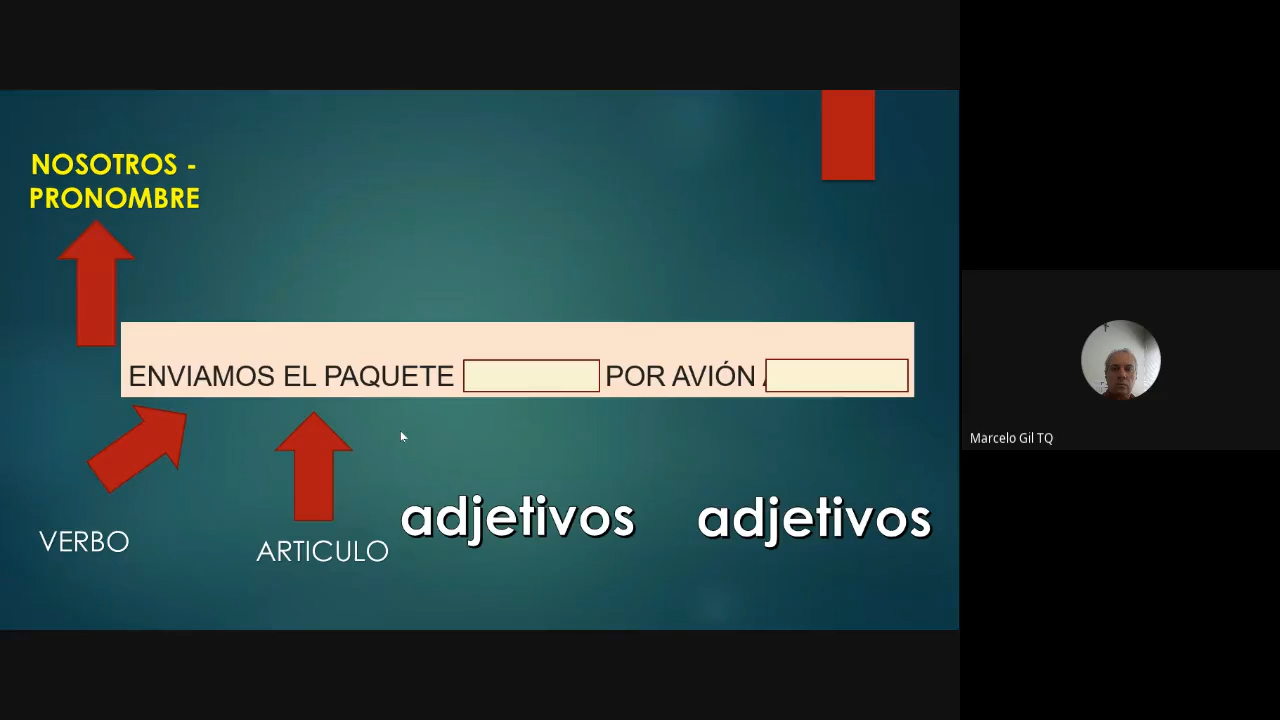 NOSOTROS -
PRONOMBRE
ENVIAMOS EL PAQUETE POR AVIÓN
adjetivos adjetivos
VERBO
ARTICULO
Marcelo Gil TQ